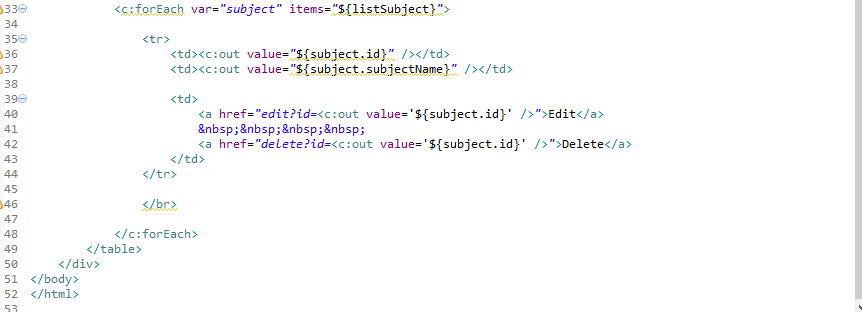 33 <c:forEach var="subject" items="${listSubject}">
34
35 <tr>
36 <td><c:out value="${subject.id}" /></td>
37 <td><c:out value="${subject.subjectName}" /></td>
38
39 <td>
40 <a href="edit?id=<c:out value='${subject.id}' />">Edit</a>
41 &nbsp;&nbsp;&nbsp;&nbsp;
42 <a href="delete?id=<c:out value='${subject.id}' />">Delete</a>
43 </td>
44 </tr>
45
46 </br>
47
48 </c:forEach>
49 </table>
50 </div>
51 </body>
52 </html>
53